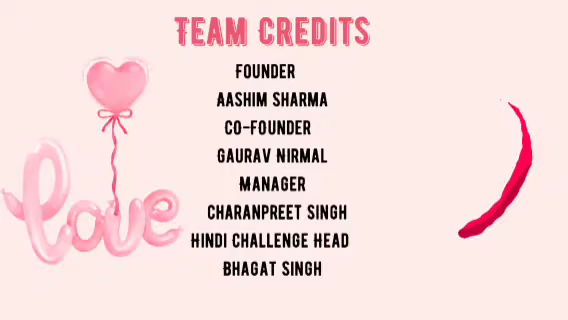 Team Credits
Founder
Aashim Sharma
Co-Founder
Gaurav Nirmal
Manager
Charanpreet Singh
Hindi Challenge Head
Bhagat Singh
love